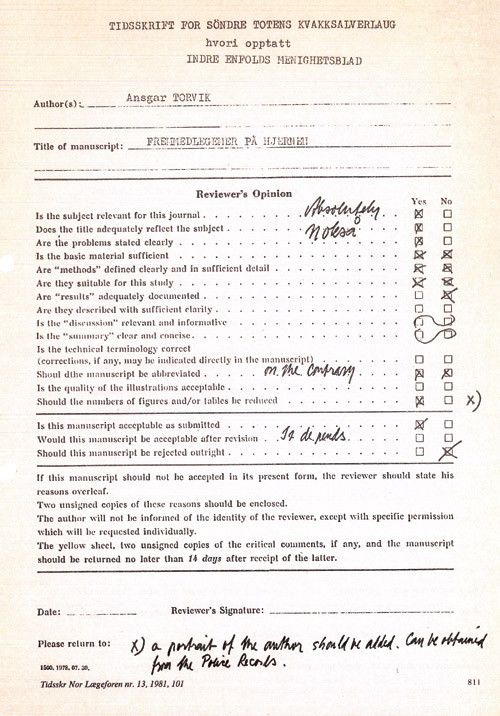 TIDSSKRIFT FOR SÖNDRE TOTENS KVAKKSALVERLAUG
hvori opptatt
INDRE ENFOLDS MENIGHETSBLAD
Author(s): Ansgar TORVIK
Title of manuscript: FREMMEDLEGEMER PÅ HJERNEN
Reviewer's Opinion
Yes No
Is the subject relevant for this journal . . . . Absolutely
Does the title adequately reflect the subject . . . . Nokså
Are the problems stated clearly
Is the basic material sufficient
Are "methods" defined clearly and in sufficient detail
Are they suitable for this study
Are "results" adequately documented
Are they described with sufficient clarity
Is the "discussion" relevant and informative
Is the "summary" clear and concise
Is the technical terminology correct
(corrections, if any, may be indicated directly in the manuscript)
Shoul dthe manuscript be abbreviated . . . . on the contrary
Is the quality of the illustrations acceptable
Should the numbers of figures and/or tables be reduced x)
Is this manuscript acceptable as submitted
Would this manuscript be acceptable after revision . . It depends.
Should this manuscript be rejected outright
If this manuscript should not be accepted in its present form, the reviewer should state his
reasons overleaf.
Two unsigned copies of these reasons should be enclosed.
The author will not be informed of the identity of the reviewer, except with specific permission
which will be requested individually.
The yellow sheet, two unsigned copies of the critical comments, if any, and the manuscript
should be returned no later than 14 days after receipt of the latter.
Date: Reviewer's Signature:
Please return to: x) a portrait of the author should be added. Can be obtained
from the Police Records.
1500. 1978. 07. 20.
Tidsskr Nor Lægeforen nr. 13, 1981, 101
811